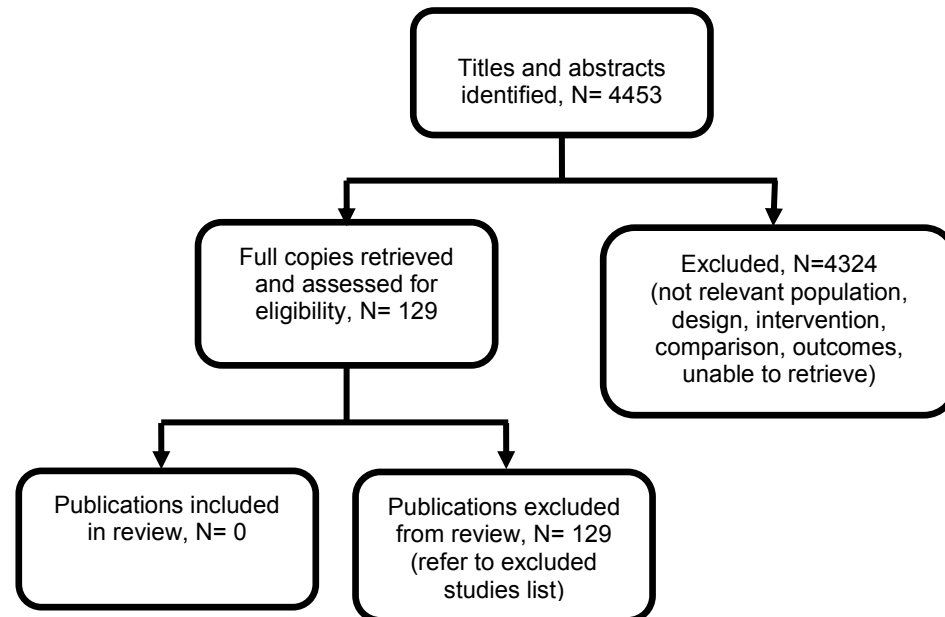 Titles and abstracts
identified, N= 4453
Full copies retrieved
and assessed for
eligibility, N= 129
Excluded, N=4324
(not relevant population,
design, intervention,
comparison, outcomes,
unable to retrieve)
Publications included
in review, N= 0
Publications excluded
from review, N= 129
(refer to excluded
studies list)